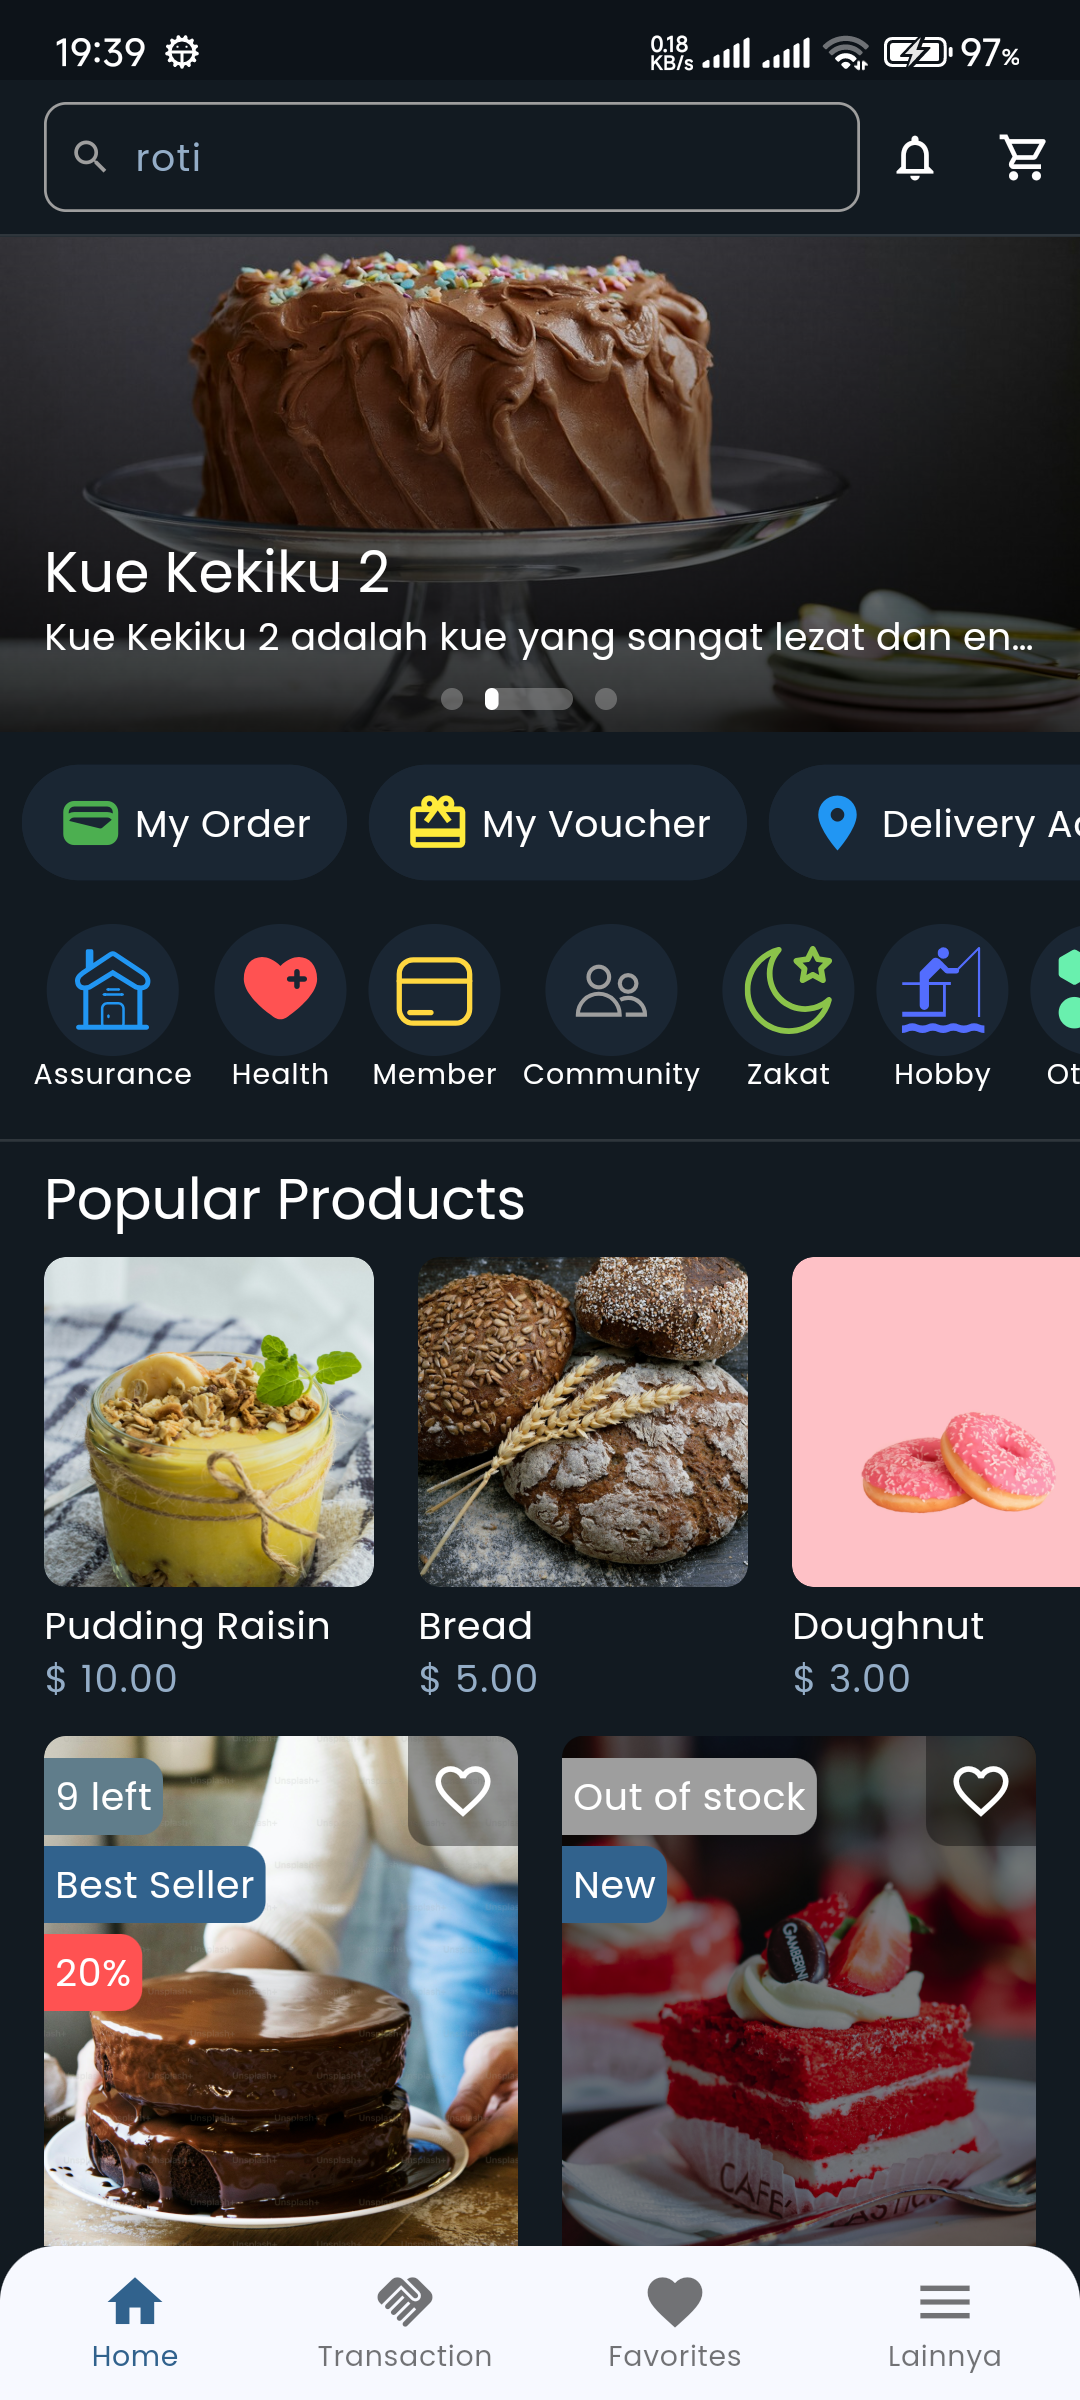 19:39
0.18 KB/s
97%
roti
Kue Kekiku 2
Kue Kekiku 2 adalah kue yang sangat lezat dan en...
My Order
My Voucher
Delivery Ad
Assurance
Health
Member
Community
Zakat
Hobby
Ot
Popular Products
Pudding Raisin
$ 10.00
Bread
$ 5.00
Doughnut
$ 3.00
9 left
Best Seller
20%
Out of stock
New
GAMBERINI
CAFE'
Home
Transaction
Favorites
Lainnya